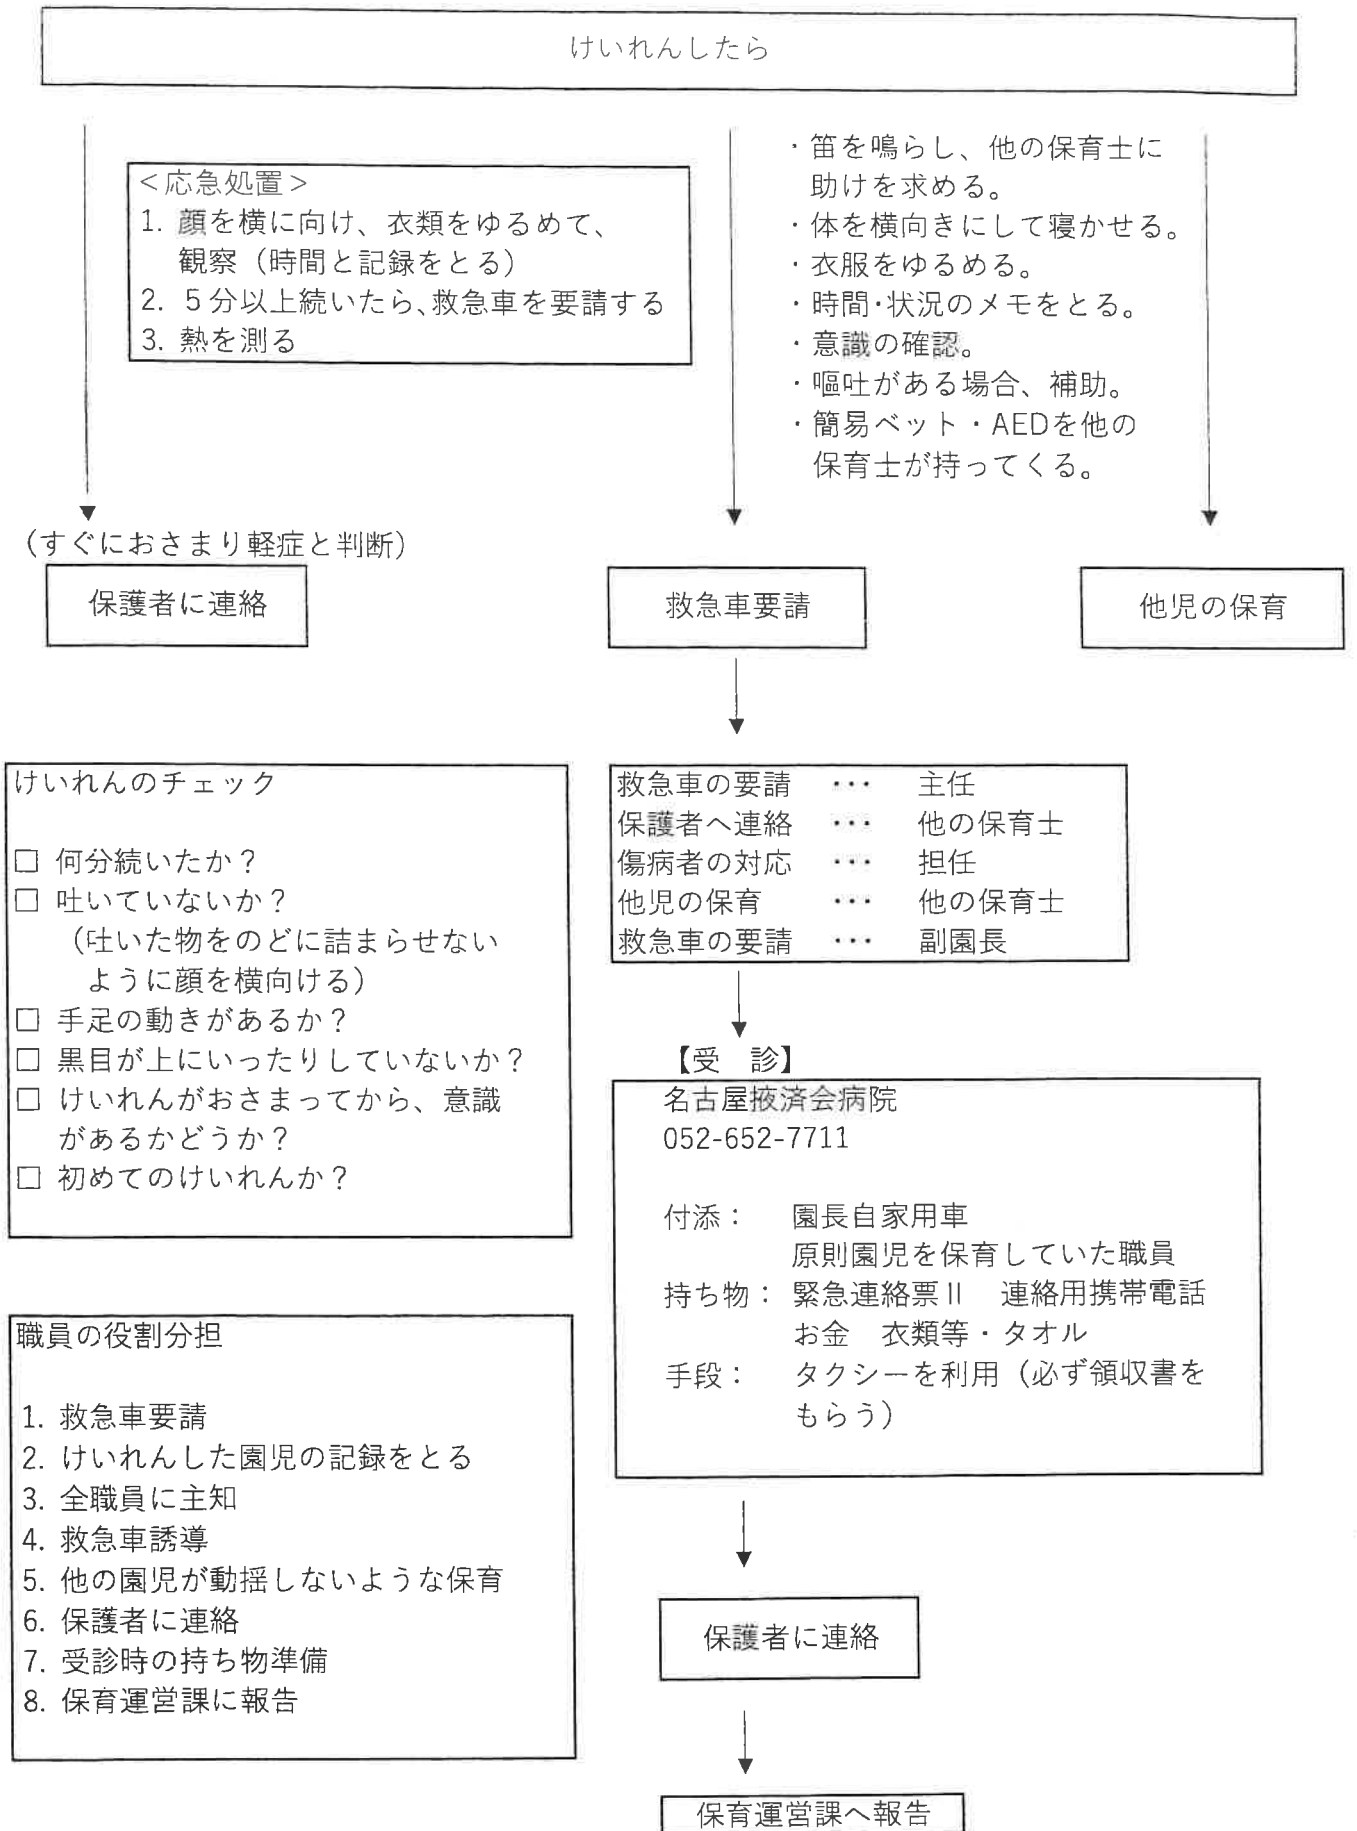 けいれんしたら
＜応急処置＞
1. 顔を横に向け、衣類をゆるめて、
観察（時間と記録をとる）
2. ５分以上続いたら、救急車を要請する
3. 熱を測る
・笛を鳴らし、他の保育士に
助けを求める。
・体を横向きにして寝かせる。
・衣服をゆるめる。
・時間・状況のメモをとる。
・意識の確認。
・嘔吐がある場合、補助。
・簡易ベット・AEDを他の
保育士が持ってくる。
（すぐにおさまり軽症と判断）
保護者に連絡
救急車要請
他児の保育
けいれんのチェック
□ 何分続いたか？
□ 吐いていないか？
（吐いた物をのどに詰まらせない
ように顔を横向ける）
□ 手足の動きがあるか？
□ 黒目が上にいったりしていないか？
□ けいれんがおさまってから、意識
があるかどうか？
□ 初めてのけいれんか？
救急車の要請 … 主任
保護者へ連絡 … 他の保育士
傷病者の対応 … 担任
他児の保育 … 他の保育士
救急車の要請 … 副園長
【受　診】
名古屋掖済会病院
052-652-7711
付添： 園長自家用車
原則園児を保育していた職員
持ち物： 緊急連絡票Ⅱ　連絡用携帯電話
お金　衣類等・タオル
手段： タクシーを利用（必ず領収書を
もらう）
職員の役割分担
1. 救急車要請
2. けいれんした園児の記録をとる
3. 全職員に主知
4. 救急車誘導
5. 他の園児が動揺しないような保育
6. 保護者に連絡
7. 受診時の持ち物準備
8. 保育運営課に報告
保護者に連絡
保育運営課へ報告